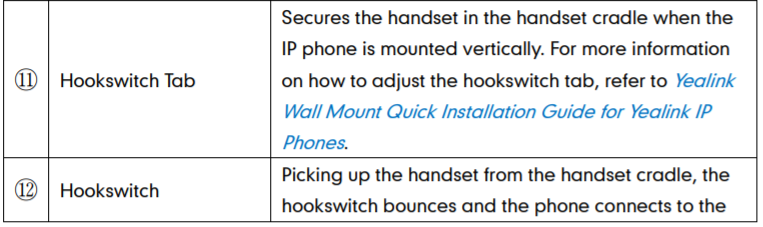 Secures the handset in the handset cradle when the
IP phone is mounted vertically. For more information
⑪ Hookswitch Tab on how to adjust the hookswitch tab, refer to Yealink
Wall Mount Quick Installation Guide for Yealink IP
Phones.
Picking up the handset from the handset cradle, the
⑫ Hookswitch
hookswitch bounces and the phone connects to the